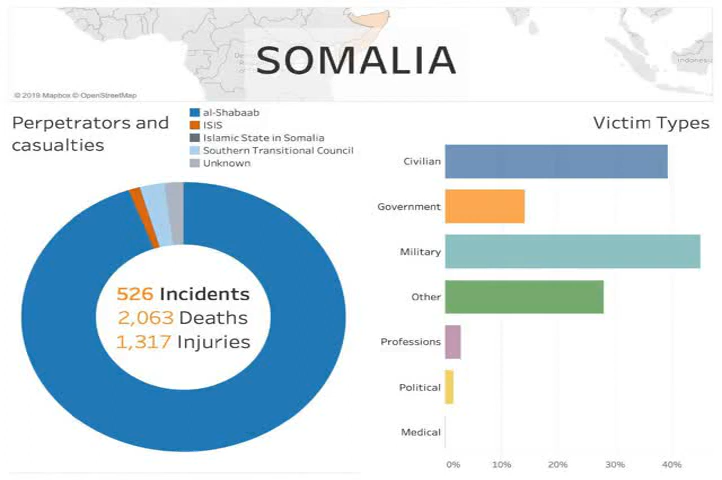 SOMALIA
© 2019 Mapbox © OpenStreetMap
Indonesia
Perpetrators and
casualties
al-Shabaab
ISIS
Islamic State in Somalia
Southern Transitional Council
Unknown
526 Incidents
2,063 Deaths
1,317 Injuries
Victim Types
Civilian
Government
Military
Other
Professions
Political
Medical
0% 10% 20% 30% 40%